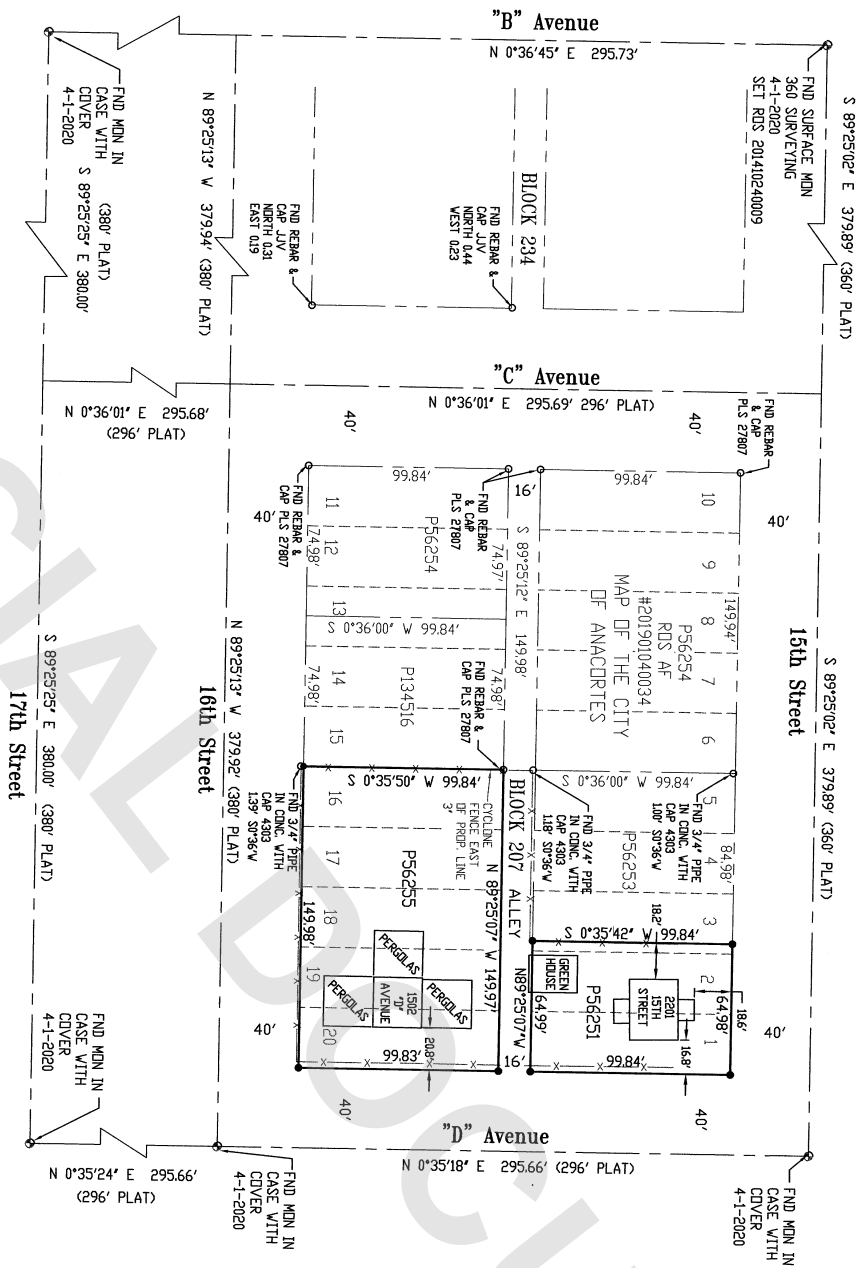 "B" Avenue
N 0°36'45" E 295.73'
S 89°25'02" E 379.89' (360' PLAT)
FND SURFACE MON
360 SURVEYING
4-1-2020
SET ROS 201410240009
FND MON IN
CASE WITH
COVER
4-1-2020
(380' PLAT)
S 89°25'25" E 380.00'
N 89°25'13" W 379.94' (380' PLAT)
FND REBAR &
CAP JJV
NORTH 0.31
EAST 0.19
FND REBAR &
CAP JJV
NORTH 0.44
WEST 0.23
BLOCK 234
"C" Avenue
N 0°36'01" E 295.68'
(296' PLAT)
N 0°36'01" E 295.69' 296' PLAT)
40'
40'
FND REBAR
& CAP
PLS 27807
99.84'
16'
99.84'
40'
40'
FND REBAR &
CAP PLS 27807
FND REBAR
& CAP
PLS 27807
11
12
13
14
15
74.98'
74.98'
74.97'
74.98'
P56254
S 0°36'00" W 99.84'
P134516
S 89°25'12" E 149.98'
FND REBAR &
CAP PLS 27807
10
9
8
7
6
149.94'
P56254
ROS AF
#201901040034
MAP OF THE CITY
OF ANACORTES
15th Street
S 89°25'02" E 379.89' (360' PLAT)
16th Street
N 89°25'13" W 379.92' (380' PLAT)
17th Street
S 89°25'25" E 380.00' (380' PLAT)
S 0°35'50" W 99.84'
S 0°36'00" W 99.84'
FND 3/4" PIPE
IN CONC. WITH
CAP 4303
1.39' S0°36'W
FND 3/4" PIPE
IN CONC. WITH
CAP 4303
1.18' S0°36'W
FND 3/4" PIPE
IN CONC. WITH
CAP 4303
1.00' S0°36'W
CYCLONE
FENCE EAST
OF PROP. LINE
3'
BLOCK 207 ALLEY
N 89°25'07" W 149.97'
16
17
18
19
20
149.98'
P56255
PERGOLAS
PERGOLAS
PERGOLAS
1502
"D"
AVENUE
20.8'
99.83'
16'
5
4
3
2
1
84.98'
P56253
S 0°35'42" W 99.84'
18.2'
GREEN
HOUSE
N89°25'07"W
64.99'
P56251
2201
15TH
STREET
64.98'
18.6'
16.8'
99.84'
40'
40'
40'
40'
"D" Avenue
N 0°35'24" E 295.66'
(296' PLAT)
N 0°35'18" E 295.66' (296' PLAT)
FND MON IN
CASE WITH
COVER
4-1-2020
FND MON IN
CASE WITH
COVER
4-1-2020
FND MON IN
CASE WITH
COVER
4-1-2020